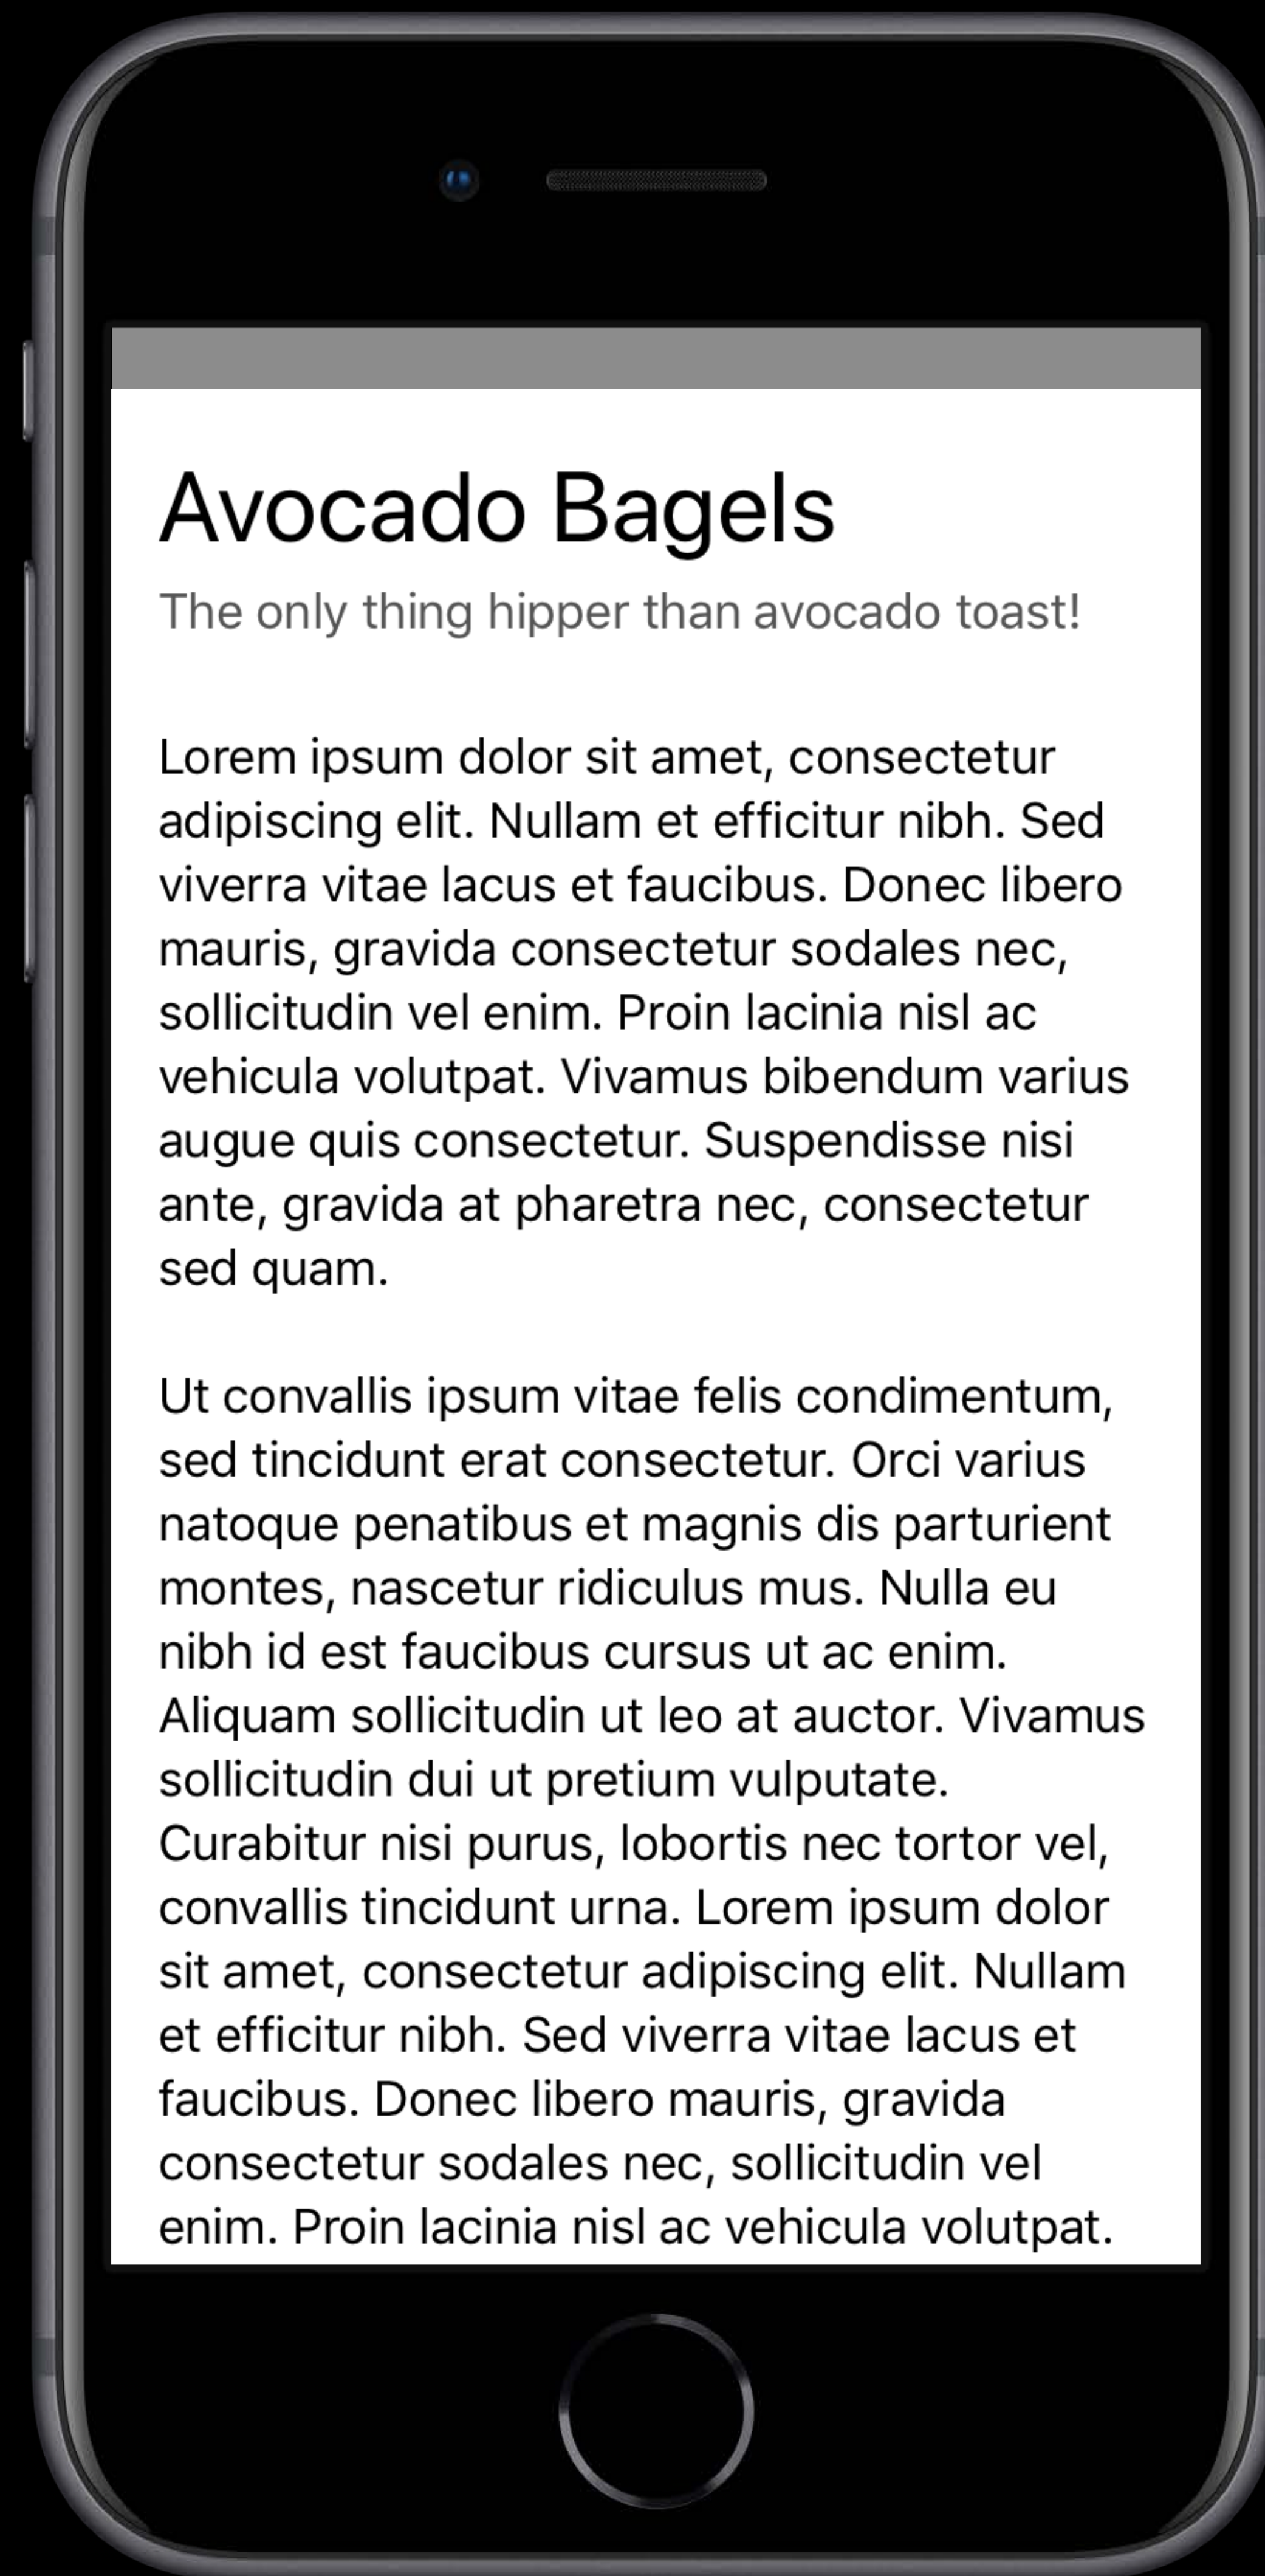 Avocado Bagels
The only thing hipper than avocado toast!
Lorem ipsum dolor sit amet, consectetur
adipiscing elit. Nullam et efficitur nibh. Sed
viverra vitae lacus et faucibus. Donec libero
mauris, gravida consectetur sodales nec,
sollicitudin vel enim. Proin lacinia nisl ac
vehicula volutpat. Vivamus bibendum varius
augue quis consectetur. Suspendisse nisi
ante, gravida at pharetra nec, consectetur
sed quam.
Ut convallis ipsum vitae felis condimentum,
sed tincidunt erat consectetur. Orci varius
natoque penatibus et magnis dis parturient
montes, nascetur ridiculus mus. Nulla eu
nibh id est faucibus cursus ut ac enim.
Aliquam sollicitudin ut leo at auctor. Vivamus
sollicitudin dui ut pretium vulputate.
Curabitur nisi purus, lobortis nec tortor vel,
convallis tincidunt urna. Lorem ipsum dolor
sit amet, consectetur adipiscing elit. Nullam
et efficitur nibh. Sed viverra vitae lacus et
faucibus. Donec libero mauris, gravida
consectetur sodales nec, sollicitudin vel
enim. Proin lacinia nisl ac vehicula volutpat.